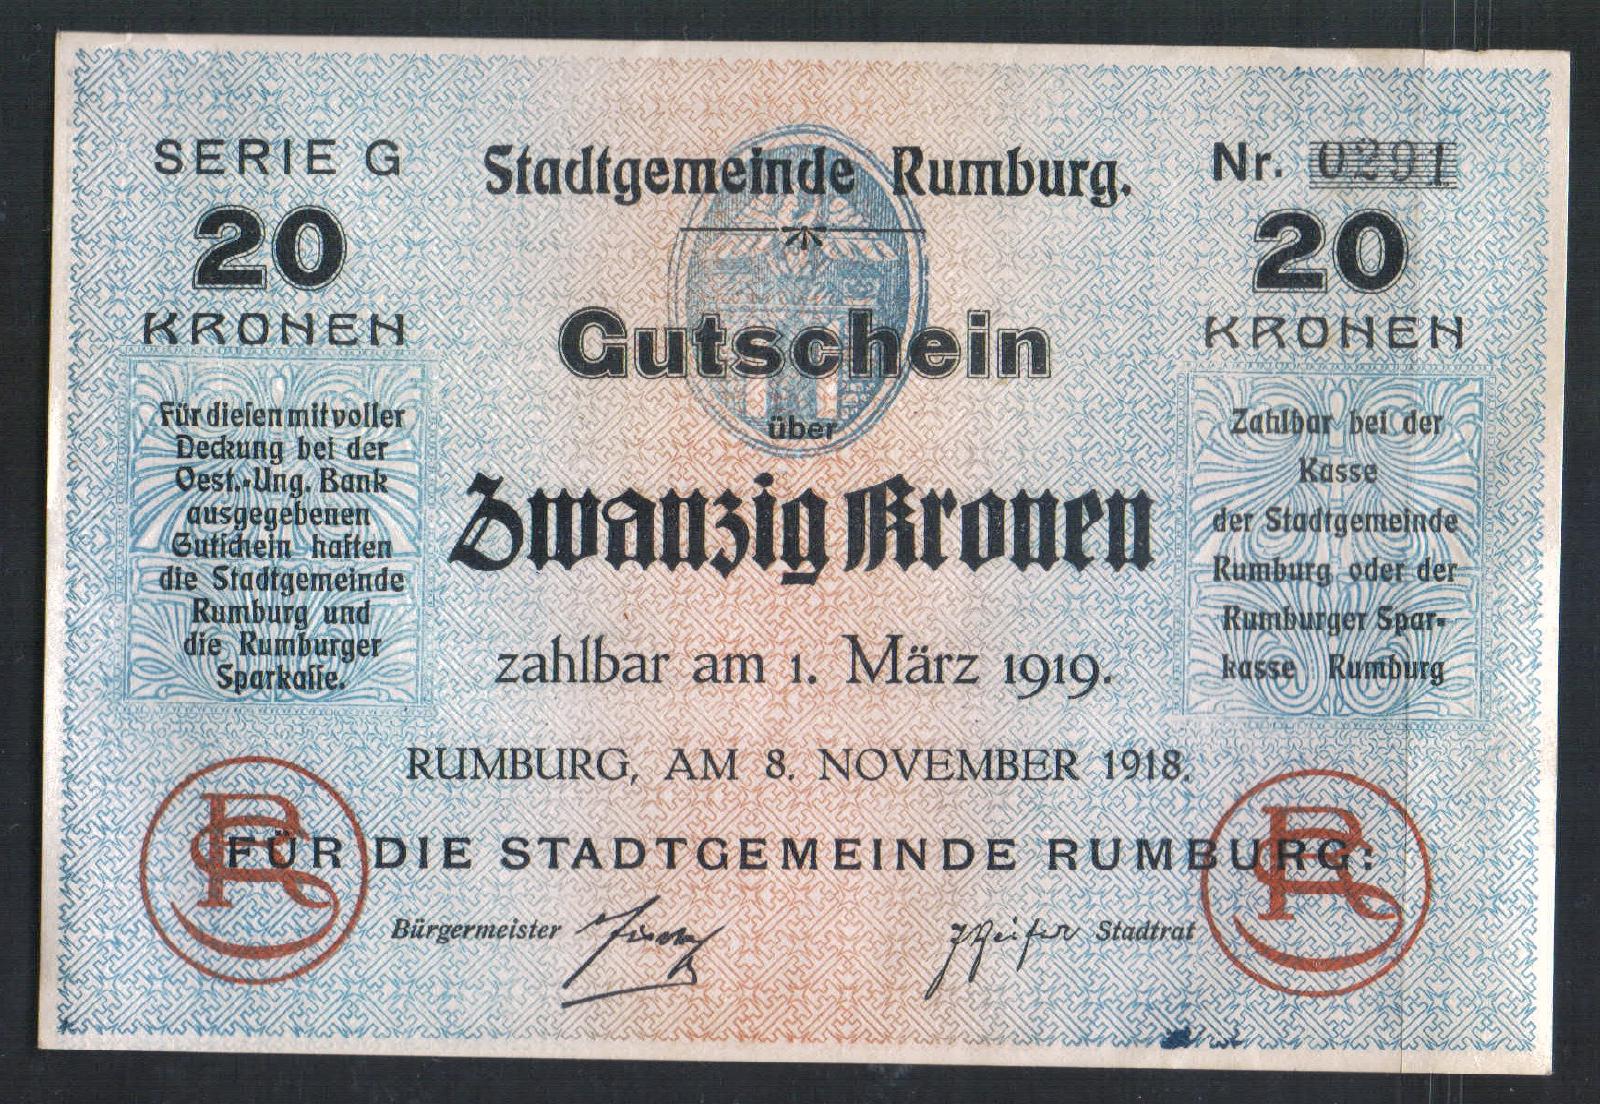 SERIE G
Stadtgemeinde Rumburg.
Nr. 0291
20
KRONEN
20
KRONEN
Gutschein
über
Zwanzig Kronen
zahlbar am 1. März 1919.
Für diesen mit voller
Deckung bei der
Oest.-Ung. Bank
ausgegebenen
Gutschein haften
die Stadtgemeinde
Rumburg und
die Rumburger
Sparkasse.
Zahlbar bei der
Kasse
der Stadtgemeinde
Rumburg oder der
Rumburger Spar-
kasse Rumburg
RUMBURG, AM 8. NOVEMBER 1918.
FÜR DIE STADTGEMEINDE RUMBURG:
Bürgermeister
Pfeifer Stadtrat